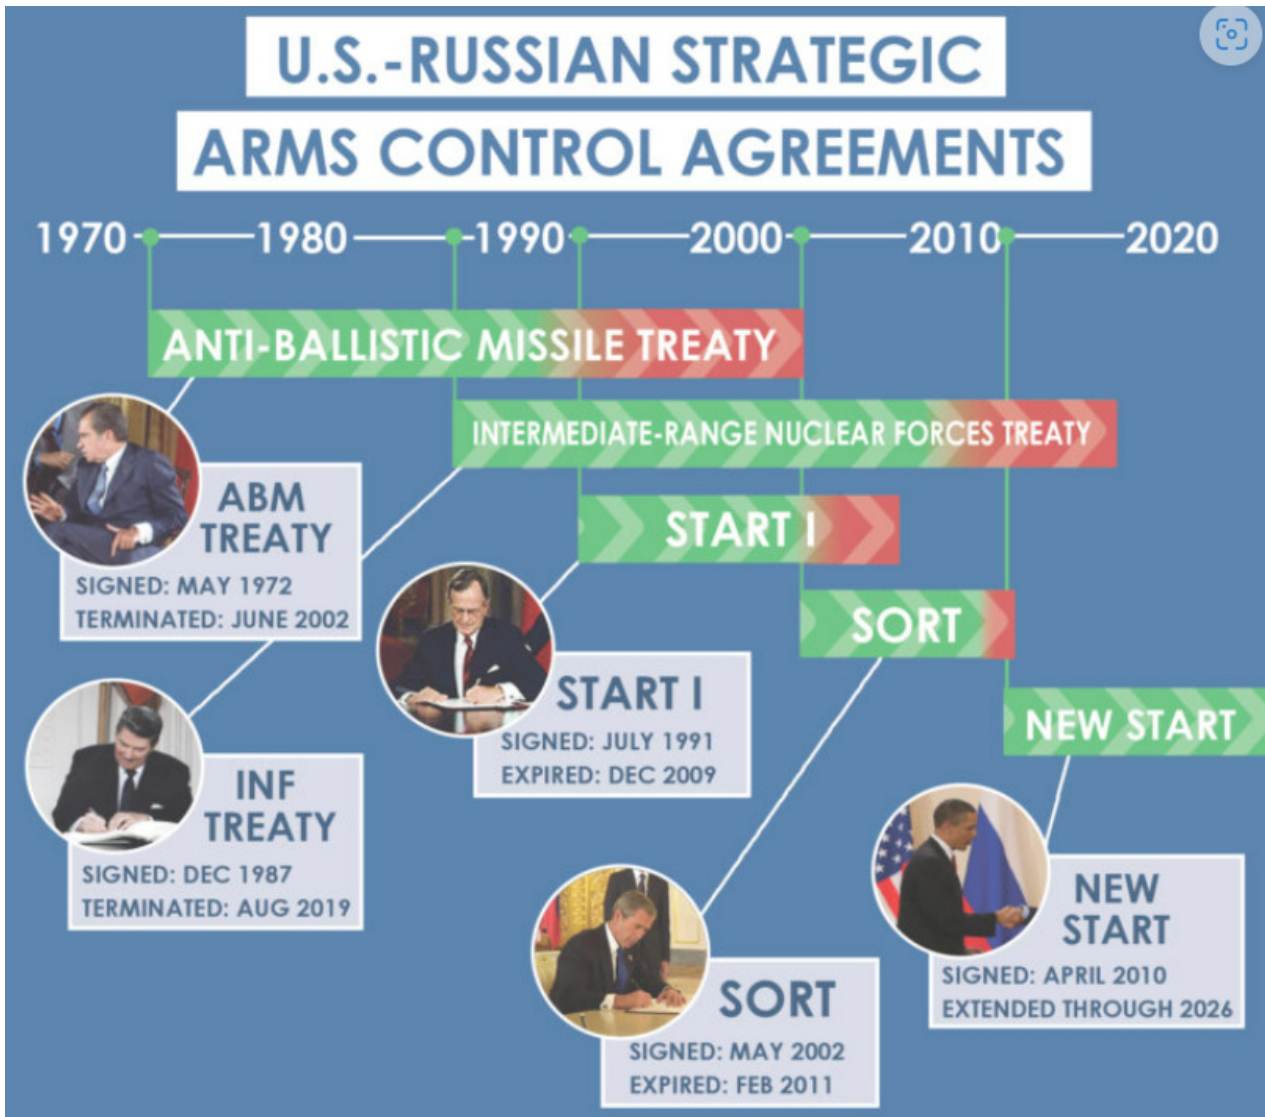 U.S.-RUSSIAN STRATEGIC
ARMS CONTROL AGREEMENTS
1970 1980 1990 2000 2010 2020
ANTI-BALLISTIC MISSILE TREATY
INTERMEDIATE-RANGE NUCLEAR FORCES TREATY
START I
SORT
NEW START
ABM
TREATY
SIGNED: MAY 1972
TERMINATED: JUNE 2002
INF
TREATY
SIGNED: DEC 1987
TERMINATED: AUG 2019
START I
SIGNED: JULY 1991
EXPIRED: DEC 2009
SORT
SIGNED: MAY 2002
EXPIRED: FEB 2011
NEW
START
SIGNED: APRIL 2010
EXTENDED THROUGH 2026